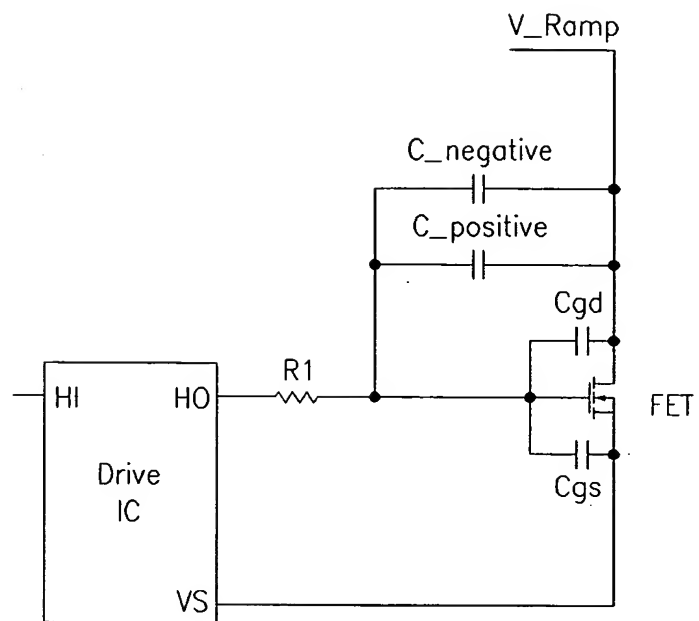 V_Ramp
C_negative
C_positive
Cgd
R1
HI
HO
FET
Drive
IC
Cgs
VS